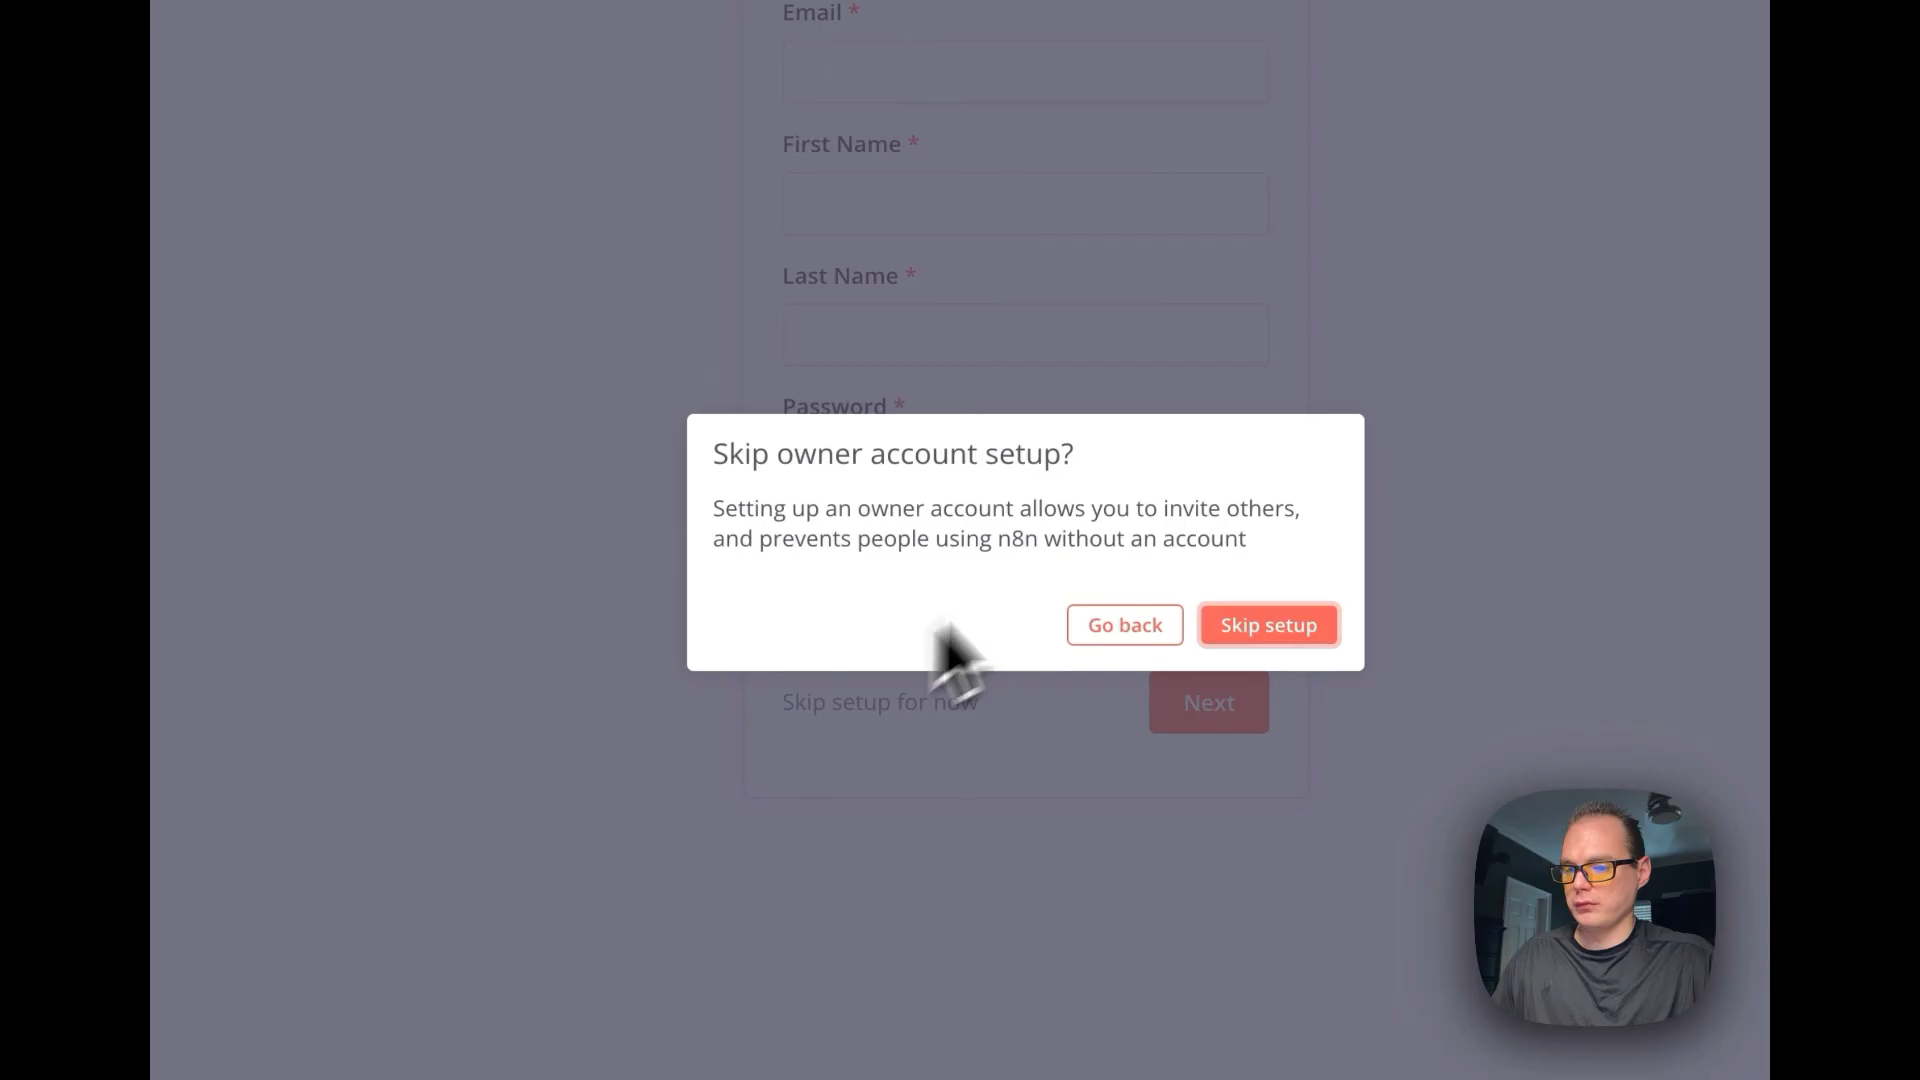 Email *
First Name *
Last Name *
Password *
Skip owner account setup?
Setting up an owner account allows you to invite others,
and prevents people using n8n without an account
Go back
Skip setup
Skip setup for now
Next